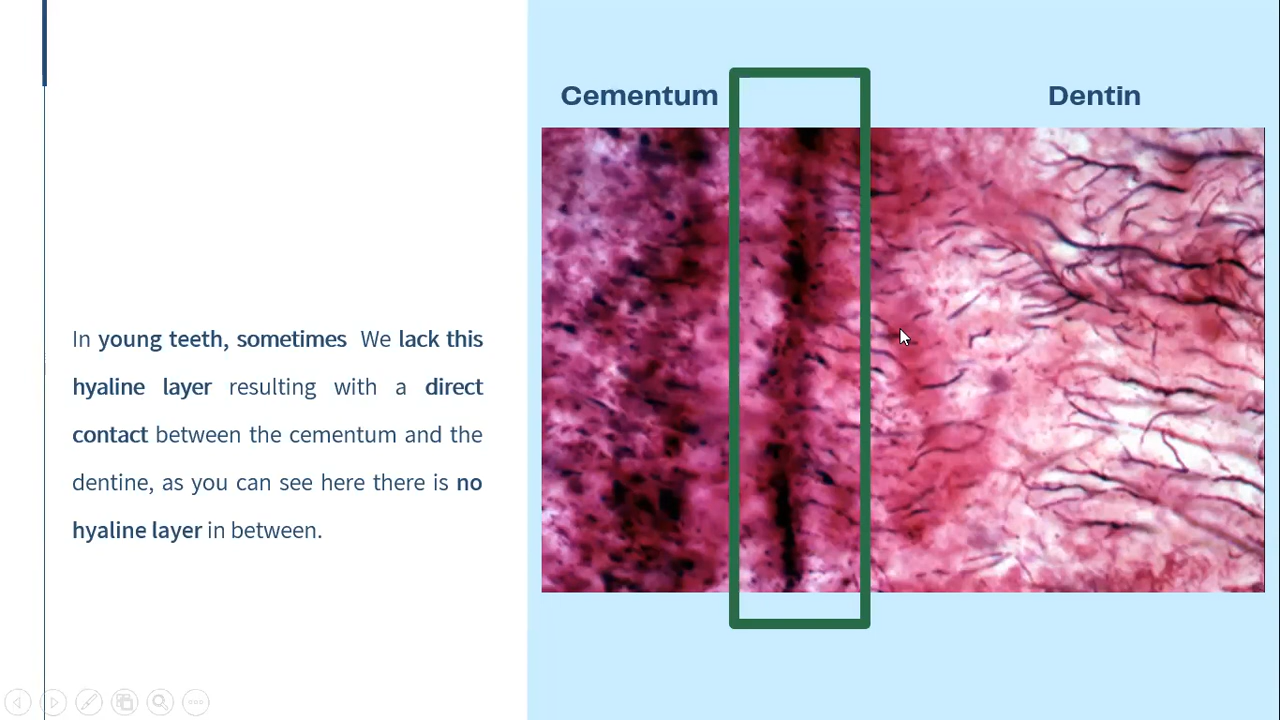 Cementum
Dentin
In young teeth, sometimes We lack this
hyaline layer resulting with a direct
contact between the cementum and the
dentine, as you can see here there is no
hyaline layer in between.